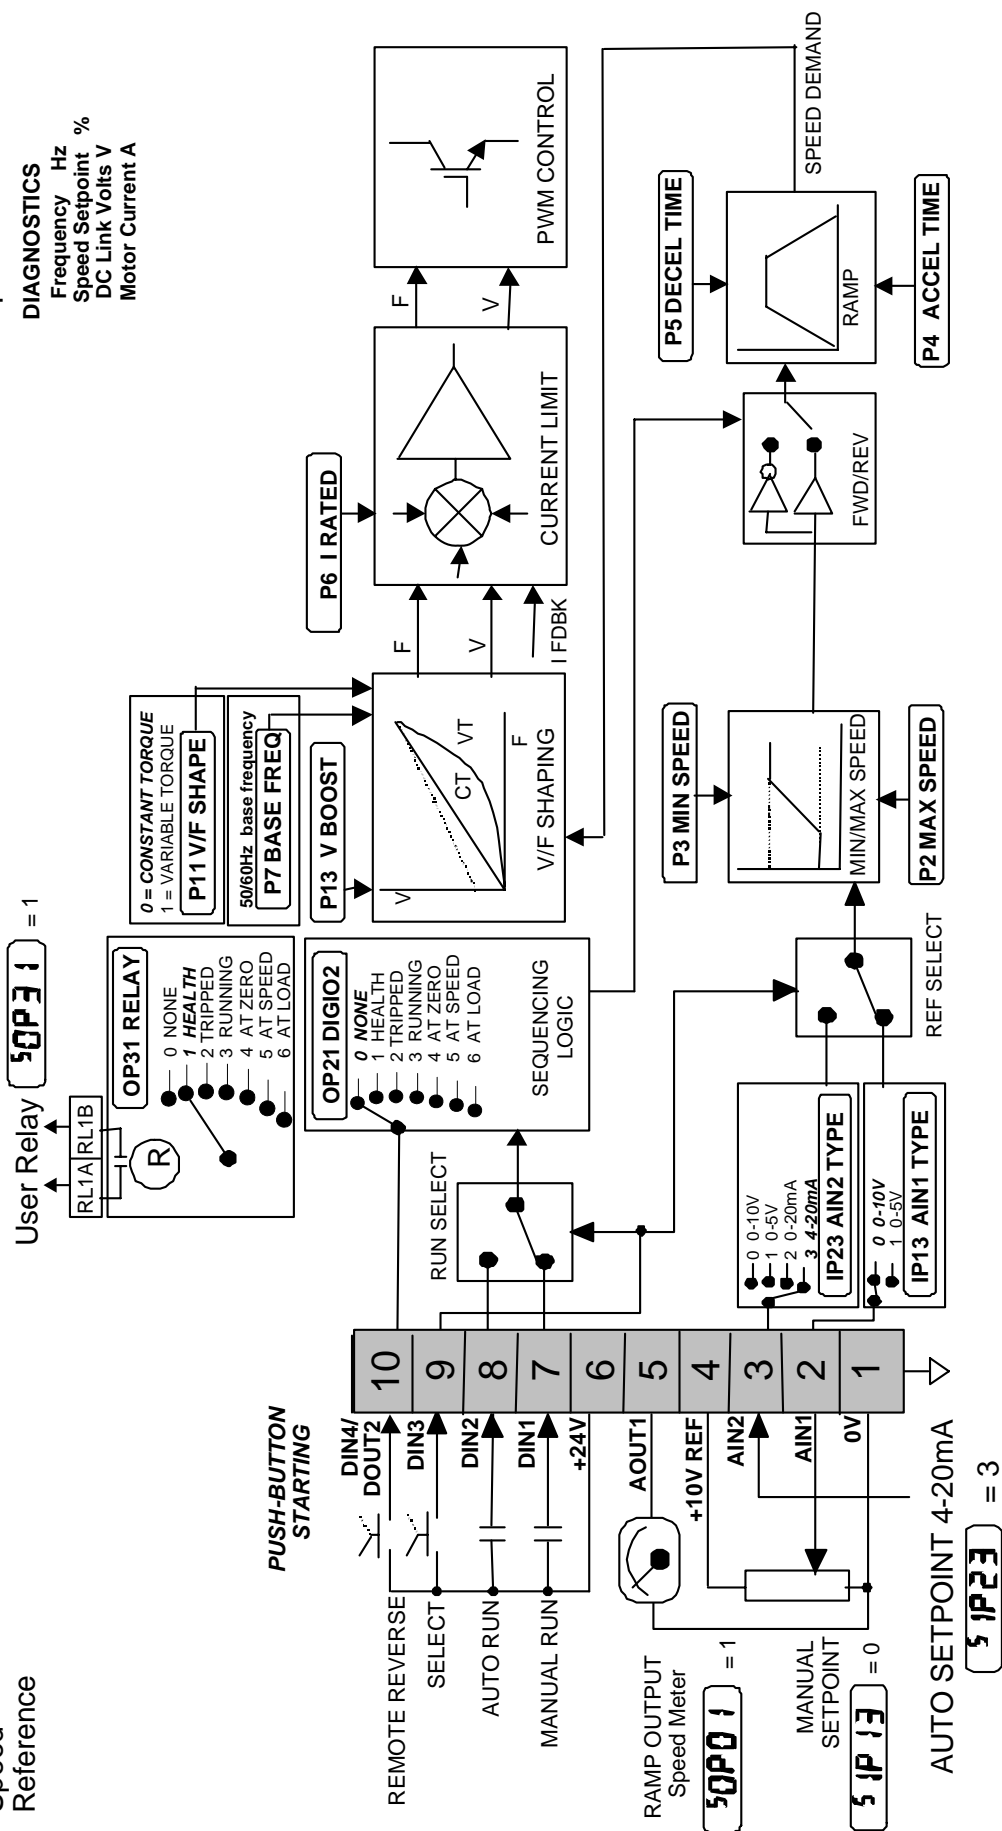 Reference
User Relay
SOP31 = 1
RL1A RL1B
R
OP31 RELAY
0 NONE
1 HEALTH
2 TRIPPED
3 RUNNING
4 AT ZERO
5 AT SPEED
6 AT LOAD
DIAGNOSTICS
Frequency Hz
Speed Setpoint %
DC Link Volts V
Motor Current A
0 = CONSTANT TORQUE
1 = VARIABLE TORQUE
P11 V/F SHAPE
50/60Hz base frequency
P7 BASE FREQ
P13 V BOOST
P6 I RATED
PUSH-BUTTON
STARTING
REMOTE REVERSE
SELECT
AUTO RUN
MANUAL RUN
DIN4/
DOUT2
DIN3
DIN2
DIN1
+24V
AOUT1
+10V REF
AIN2
AIN1
0V
10
9
8
7
6
5
4
3
2
1
RUN SELECT
OP21 DIGIO2
0 NONE
1 HEALTH
2 TRIPPED
3 RUNNING
4 AT ZERO
5 AT SPEED
6 AT LOAD
SEQUENCING
LOGIC
V
CT
VT
F
V/F SHAPING
F
V
I FDBK
CURRENT LIMIT
F
V
PWM CONTROL
RAMP OUTPUT
Speed Meter
SOP01 = 1
MANUAL
SETPOINT
SIP13 = 0
AUTO SETPOINT 4-20mA
SIP23 = 3
0 0-10V
1 0-5V
2 0-20mA
3 4-20mA
IP23 AIN2 TYPE
0 0-10V
1 0-5V
IP13 AIN1 TYPE
REF SELECT
P3 MIN SPEED
MIN/MAX SPEED
P2 MAX SPEED
FWD/REV
P5 DECEL TIME
RAMP
P4 ACCEL TIME
SPEED DEMAND